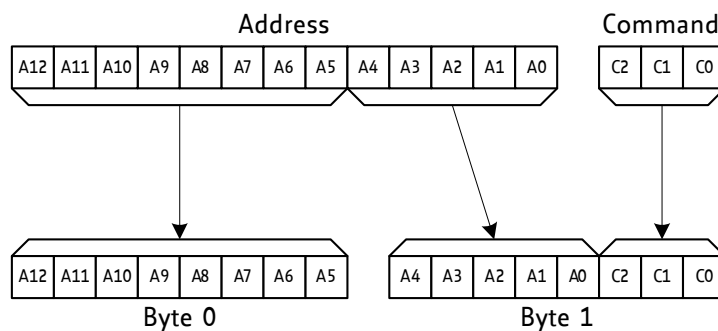 Address Command
A12 A11 A10 A9 A8 A7 A6 A5 A4 A3 A2 A1 A0 C2 C1 C0
A12 A11 A10 A9 A8 A7 A6 A5 A4 A3 A2 A1 A0 C2 C1 C0
Byte 0 Byte 1